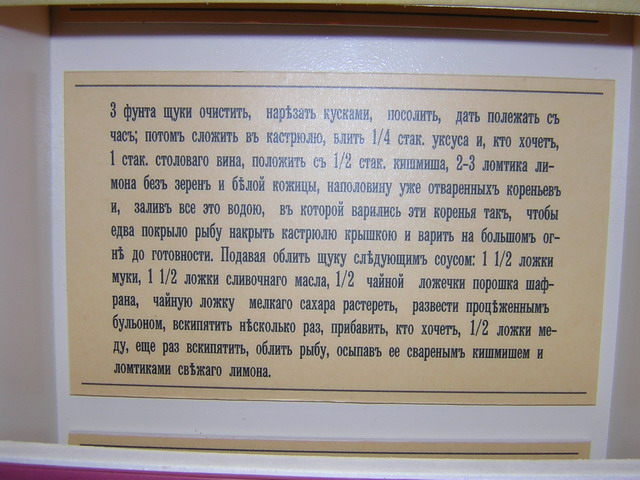 3 фунта щуки очистить, нарѣзать кусками, посолить, дать полежать съ
часъ; потомъ сложить въ кастрюлю, влить 1/4 стак. уксуса и, кто хочетъ,
1 стак. столоваго вина, положить съ 1/2 стак. кишмиша, 2-3 ломтика ли-
мона безъ зеренъ и бѣлой кожицы, наполовину уже отваренныхъ кореньевъ
и, заливъ все это водою, въ которой варились эти коренья такъ, чтобы
едва покрыло рыбу накрыть кастрюлю крышкою и варить на большомъ ог-
нѣ до готовности. Подавая облить щуку слѣдующимъ соусомъ: 1 1/2 ложки
муки, 1 1/2 ложки сливочнаго масла, 1/2 чайной ложечки порошка шаф-
рана, чайную ложку мелкаго сахара растереть, развести процѣженнымъ
бульономъ, вскипятить нѣсколько раз, прибавить, кто хочетъ, 1/2 ложки ме-
ду, еще раз вскипятить, облить рыбу, осыпавъ ее сваренымъ кишмишем и
ломтиками свѣжаго лимона.